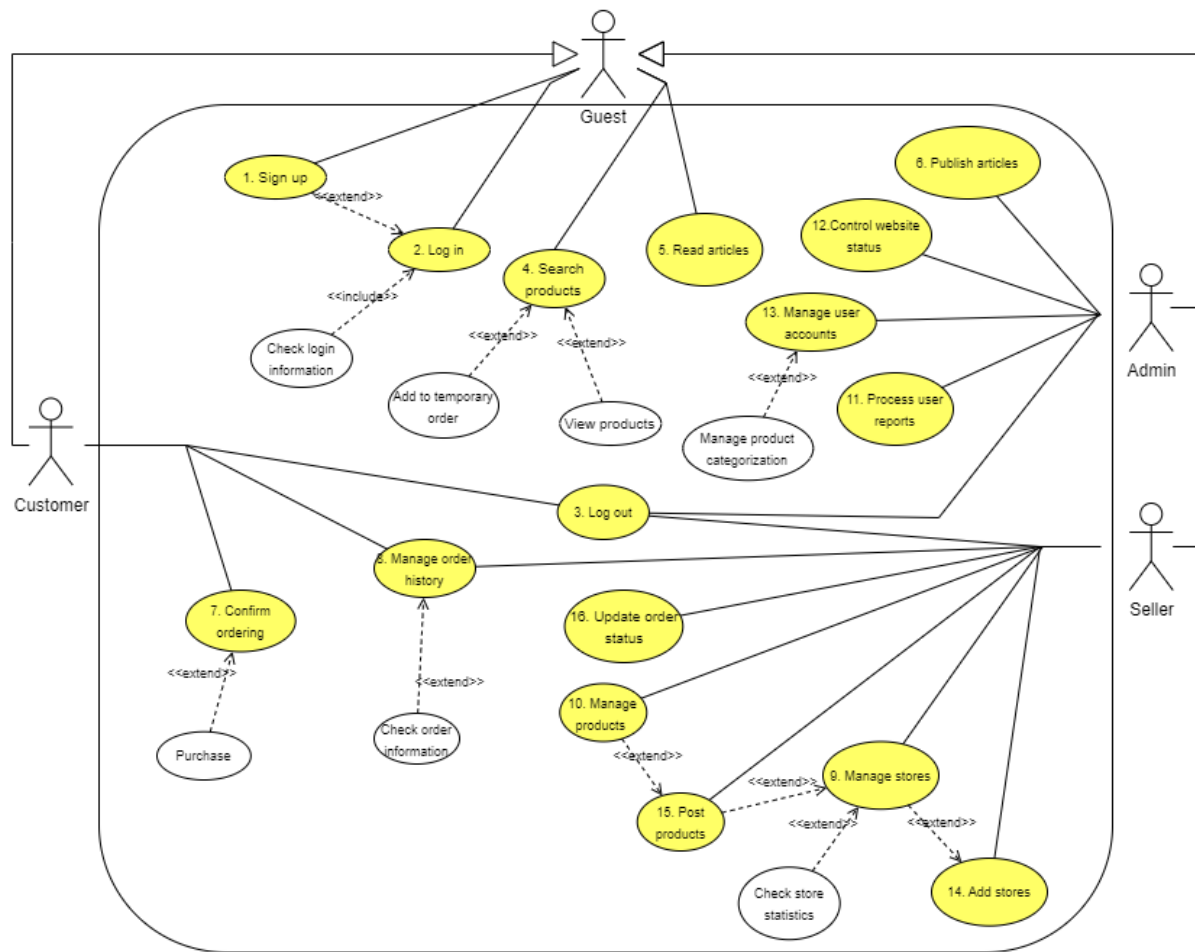 Guest
6. Publish articles
1. Sign up
<<extend>>
12.Control website
status
2. Log in
5. Read articles
4. Search
products
<<include>>
13. Manage user
accounts
Check login
information
<<extend>>
<<extend>>
Admin
<<extend>>
Add to temporary
order
11. Process user
reports
View products
Manage product
categorization
Customer
3. Log out
8. Manage order
history
Seller
7. Confirm
ordering
16. Update order
status
<<extend>>
<<extend>>
10. Manage
products
Check order
information
Purchase
<<extend>>
9. Manage stores
<<extend>>
15. Post
products
<<extend>>
<<extend>>
Check store
statistics
14. Add stores